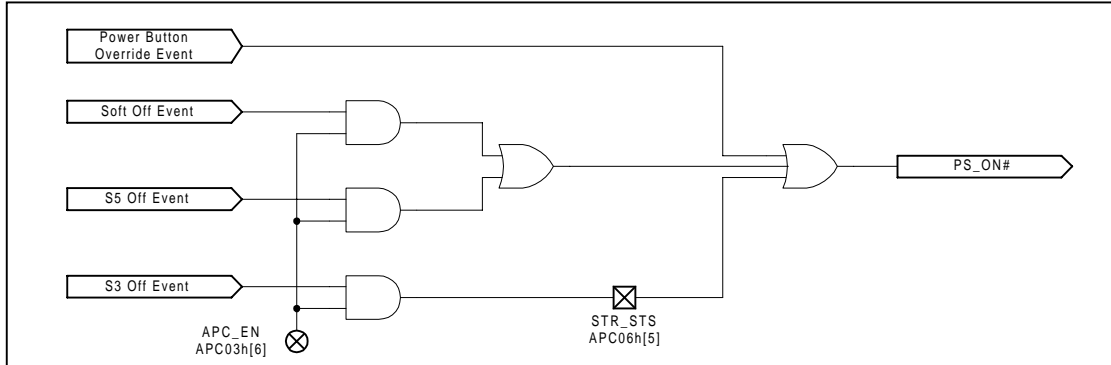 Power Button
Override Event
Soft Off Event
S5 Off Event
S3 Off Event
APC_EN
APC03h[6]
STR_STS
APC06h[5]
PS_ON#